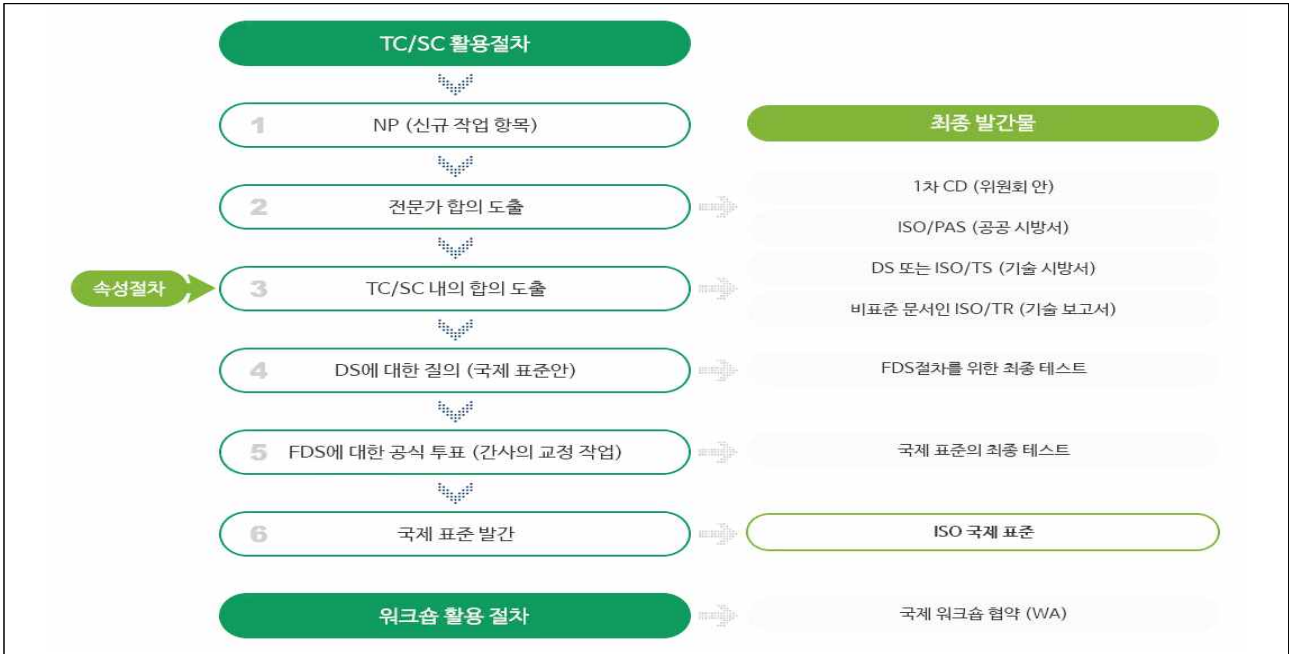 TC/SC 활용절차
1 NP (신규 작업 항목)
최종 발간물
2 전문가 합의 도출
1차 CD (위원회 안)
ISO/PAS (공공 시방서)
속성절차
3 TC/SC 내의 합의 도출
DS 또는 ISO/TS (기술 시방서)
비표준 문서인 ISO/TR (기술 보고서)
4 DS에 대한 질의 (국제 표준안)
FDS절차를 위한 최종 테스트
5 FDS에 대한 공식 투표 (간사의 교정 작업)
국제 표준의 최종 테스트
6 국제 표준 발간
ISO 국제 표준
워크숍 활용 절차
국제 워크숍 협약 (WA)